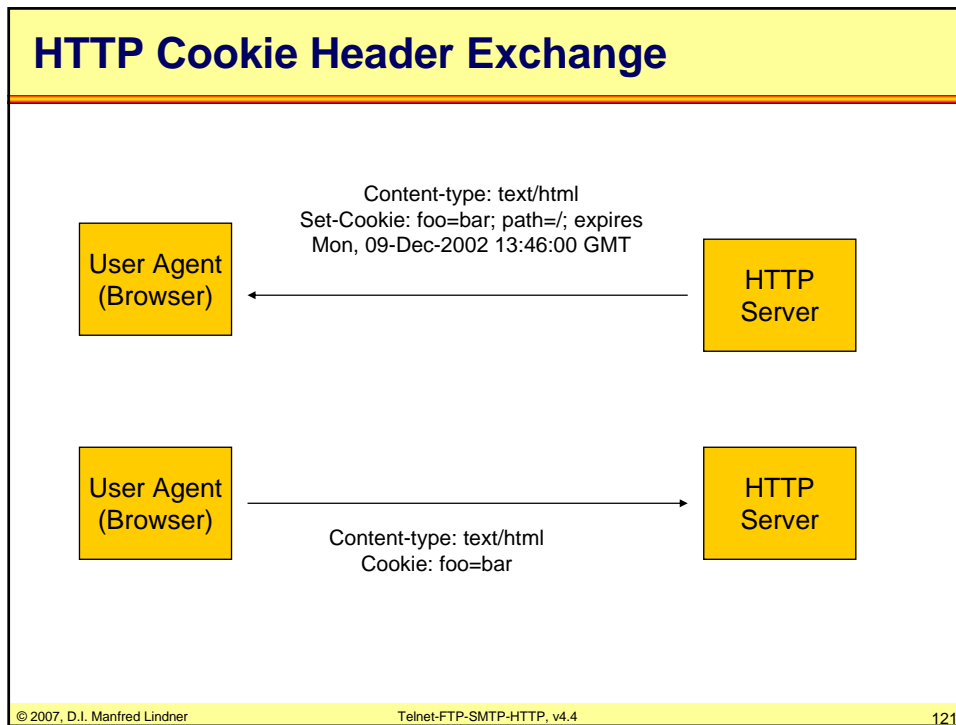 HTTP Cookie Header Exchange
Content-type: text/html
Set-Cookie: foo=bar; path=/; expires
Mon, 09-Dec-2002 13:46:00 GMT
User Agent
(Browser)
HTTP
Server
User Agent
(Browser)
HTTP
Server
Content-type: text/html
Cookie: foo=bar
© 2007, D.I. Manfred Lindner
Telnet-FTP-SMTP-HTTP, v4.4
121